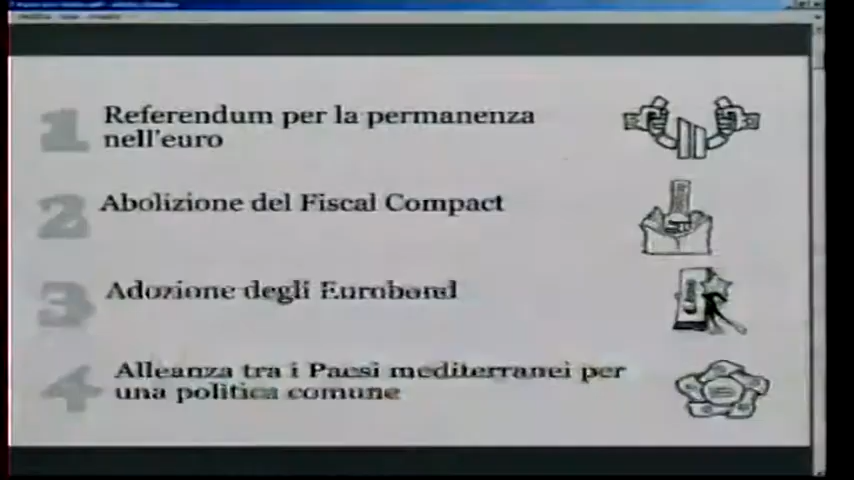 1 Referendum per la permanenza
nell'euro
2 Abolizione del Fiscal Compact
3 Adozione degli Eurobond
4 Alleanza tra i Paesi mediterranei per
una politica comune